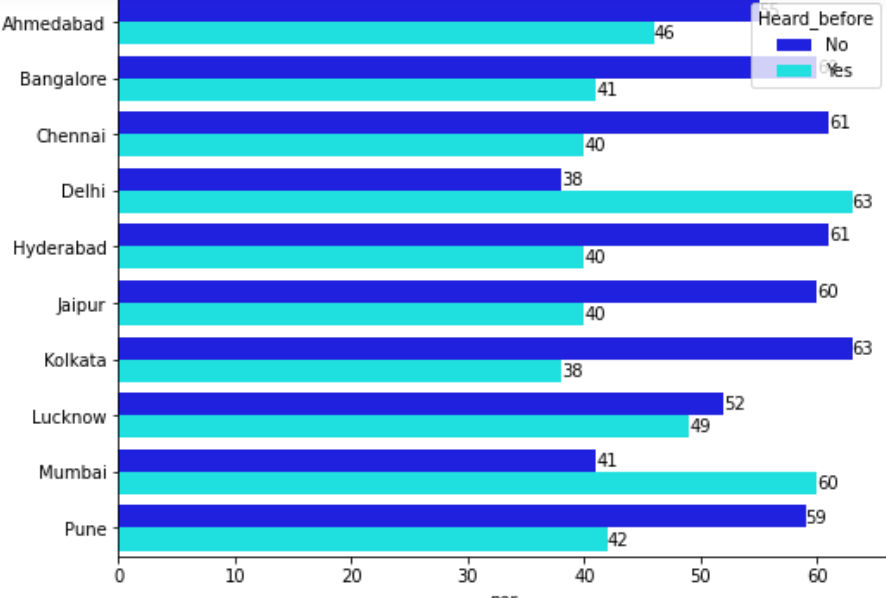 Heard_before
No
Yes
Ahmedabad 55
46
Bangalore 60
41
Chennai 61
40
Delhi 38
63
Hyderabad 61
40
Jaipur 60
40
Kolkata 63
38
Lucknow 52
49
Mumbai 41
60
Pune 59
42
0 10 20 30 40 50 60